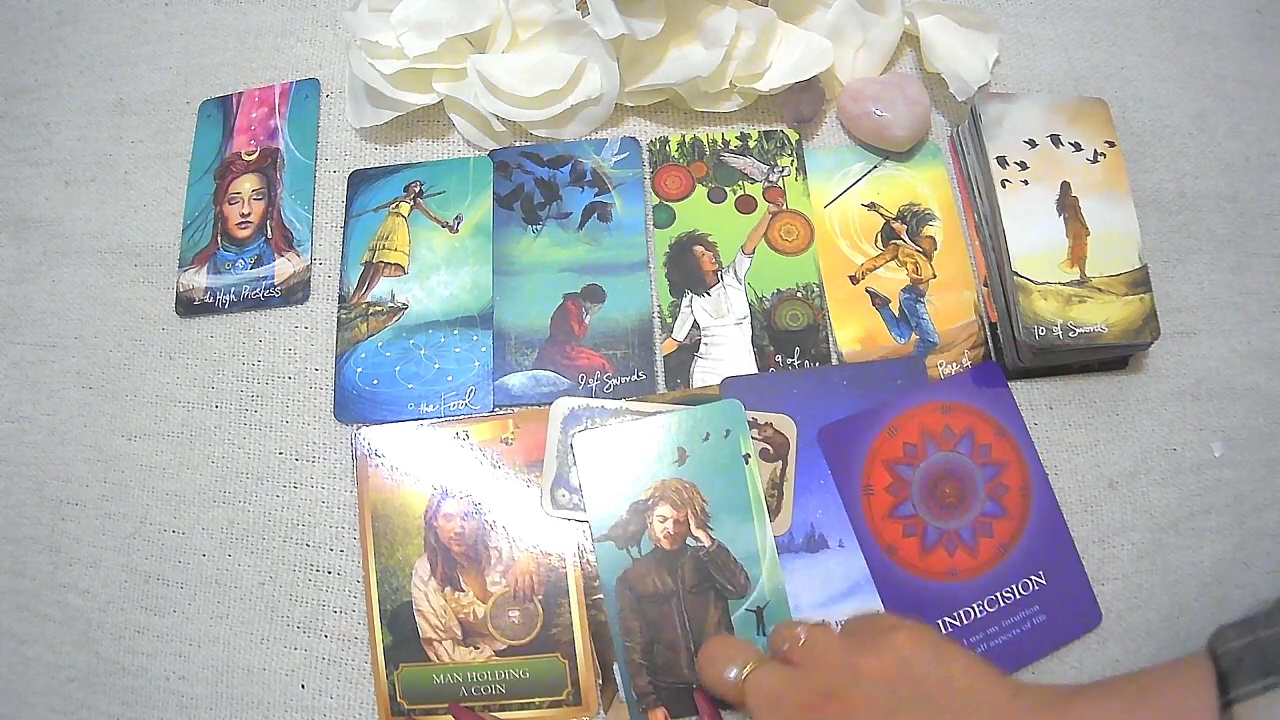 2 the High Priestess
0 the Fool
9 of Swords
9 of
Page of
10 of Swords
MAN HOLDING
A COIN
INDECISION
I use my intuition
all aspects of life